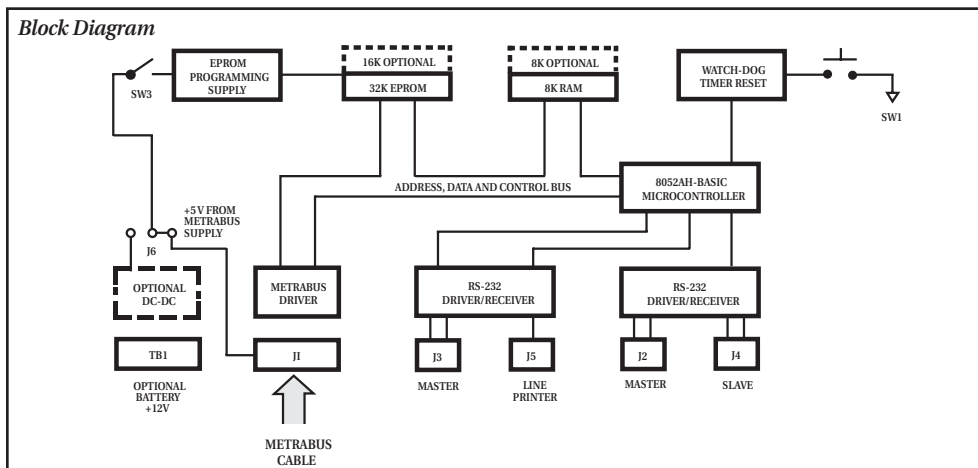 Block Diagram
EPROM
PROGRAMMING
SUPPLY
16K OPTIONAL
32K EPROM
8K OPTIONAL
8K RAM
WATCH-DOG
TIMER RESET
SW3
SW1
8052AH-BASIC
MICROCONTROLLER
ADDRESS, DATA AND CONTROL BUS
+5 V FROM
METRABUS
SUPPLY
J6
OPTIONAL
DC-DC
METRABUS
DRIVER
RS-232
DRIVER/RECEIVER
RS-232
DRIVER/RECEIVER
TB1
JI
J3
J5
J2
J4
OPTIONAL
BATTERY
+12V
MASTER
LINE
PRINTER
MASTER
SLAVE
METRABUS
CABLE